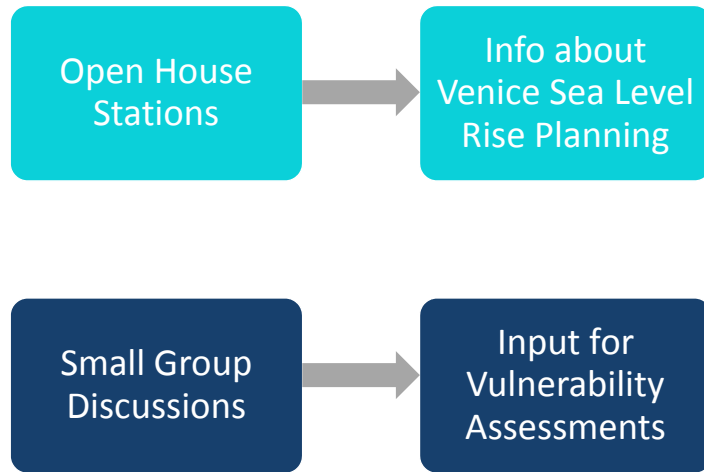 Open House
Stations
Info about
Venice Sea Level
Rise Planning
Small Group
Discussions
Input for
Vulnerability
Assessments